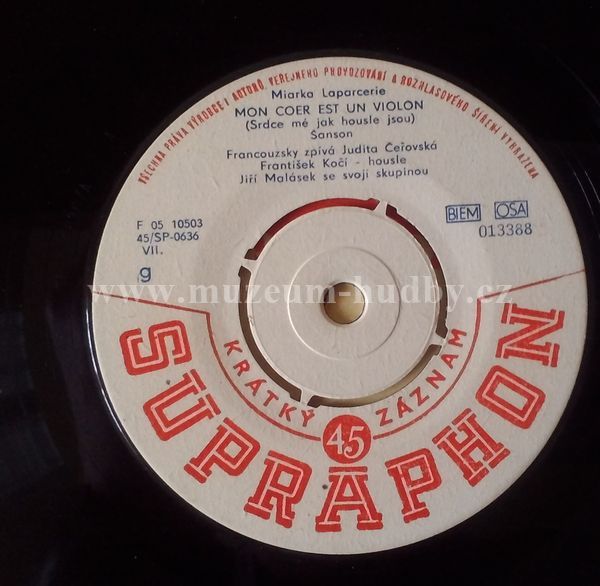 VŠECHNA PRÁVA VÝROBCE I AUTORŮ VEŘEJNÉHO PROVOZOVÁNÍ A ROZHLASOVÉHO ŠÍŘENÍ VYHRAŽENA
Miarka Laparcerie
MON COER EST UN VIOLON
(Srdce mé jak housle jsou)
Šanson
Francouzsky zpívá Judita Čeřovská
František Kočí - housle
Jiří Malásek se svojí skupinou
F 05 10503
45/SP-0636
VII.
g
BIEM OSA
013388
www.muzeum-hudby.cz
KRÁTKÝ 45 ZÁZNAM
SUPRAPHON